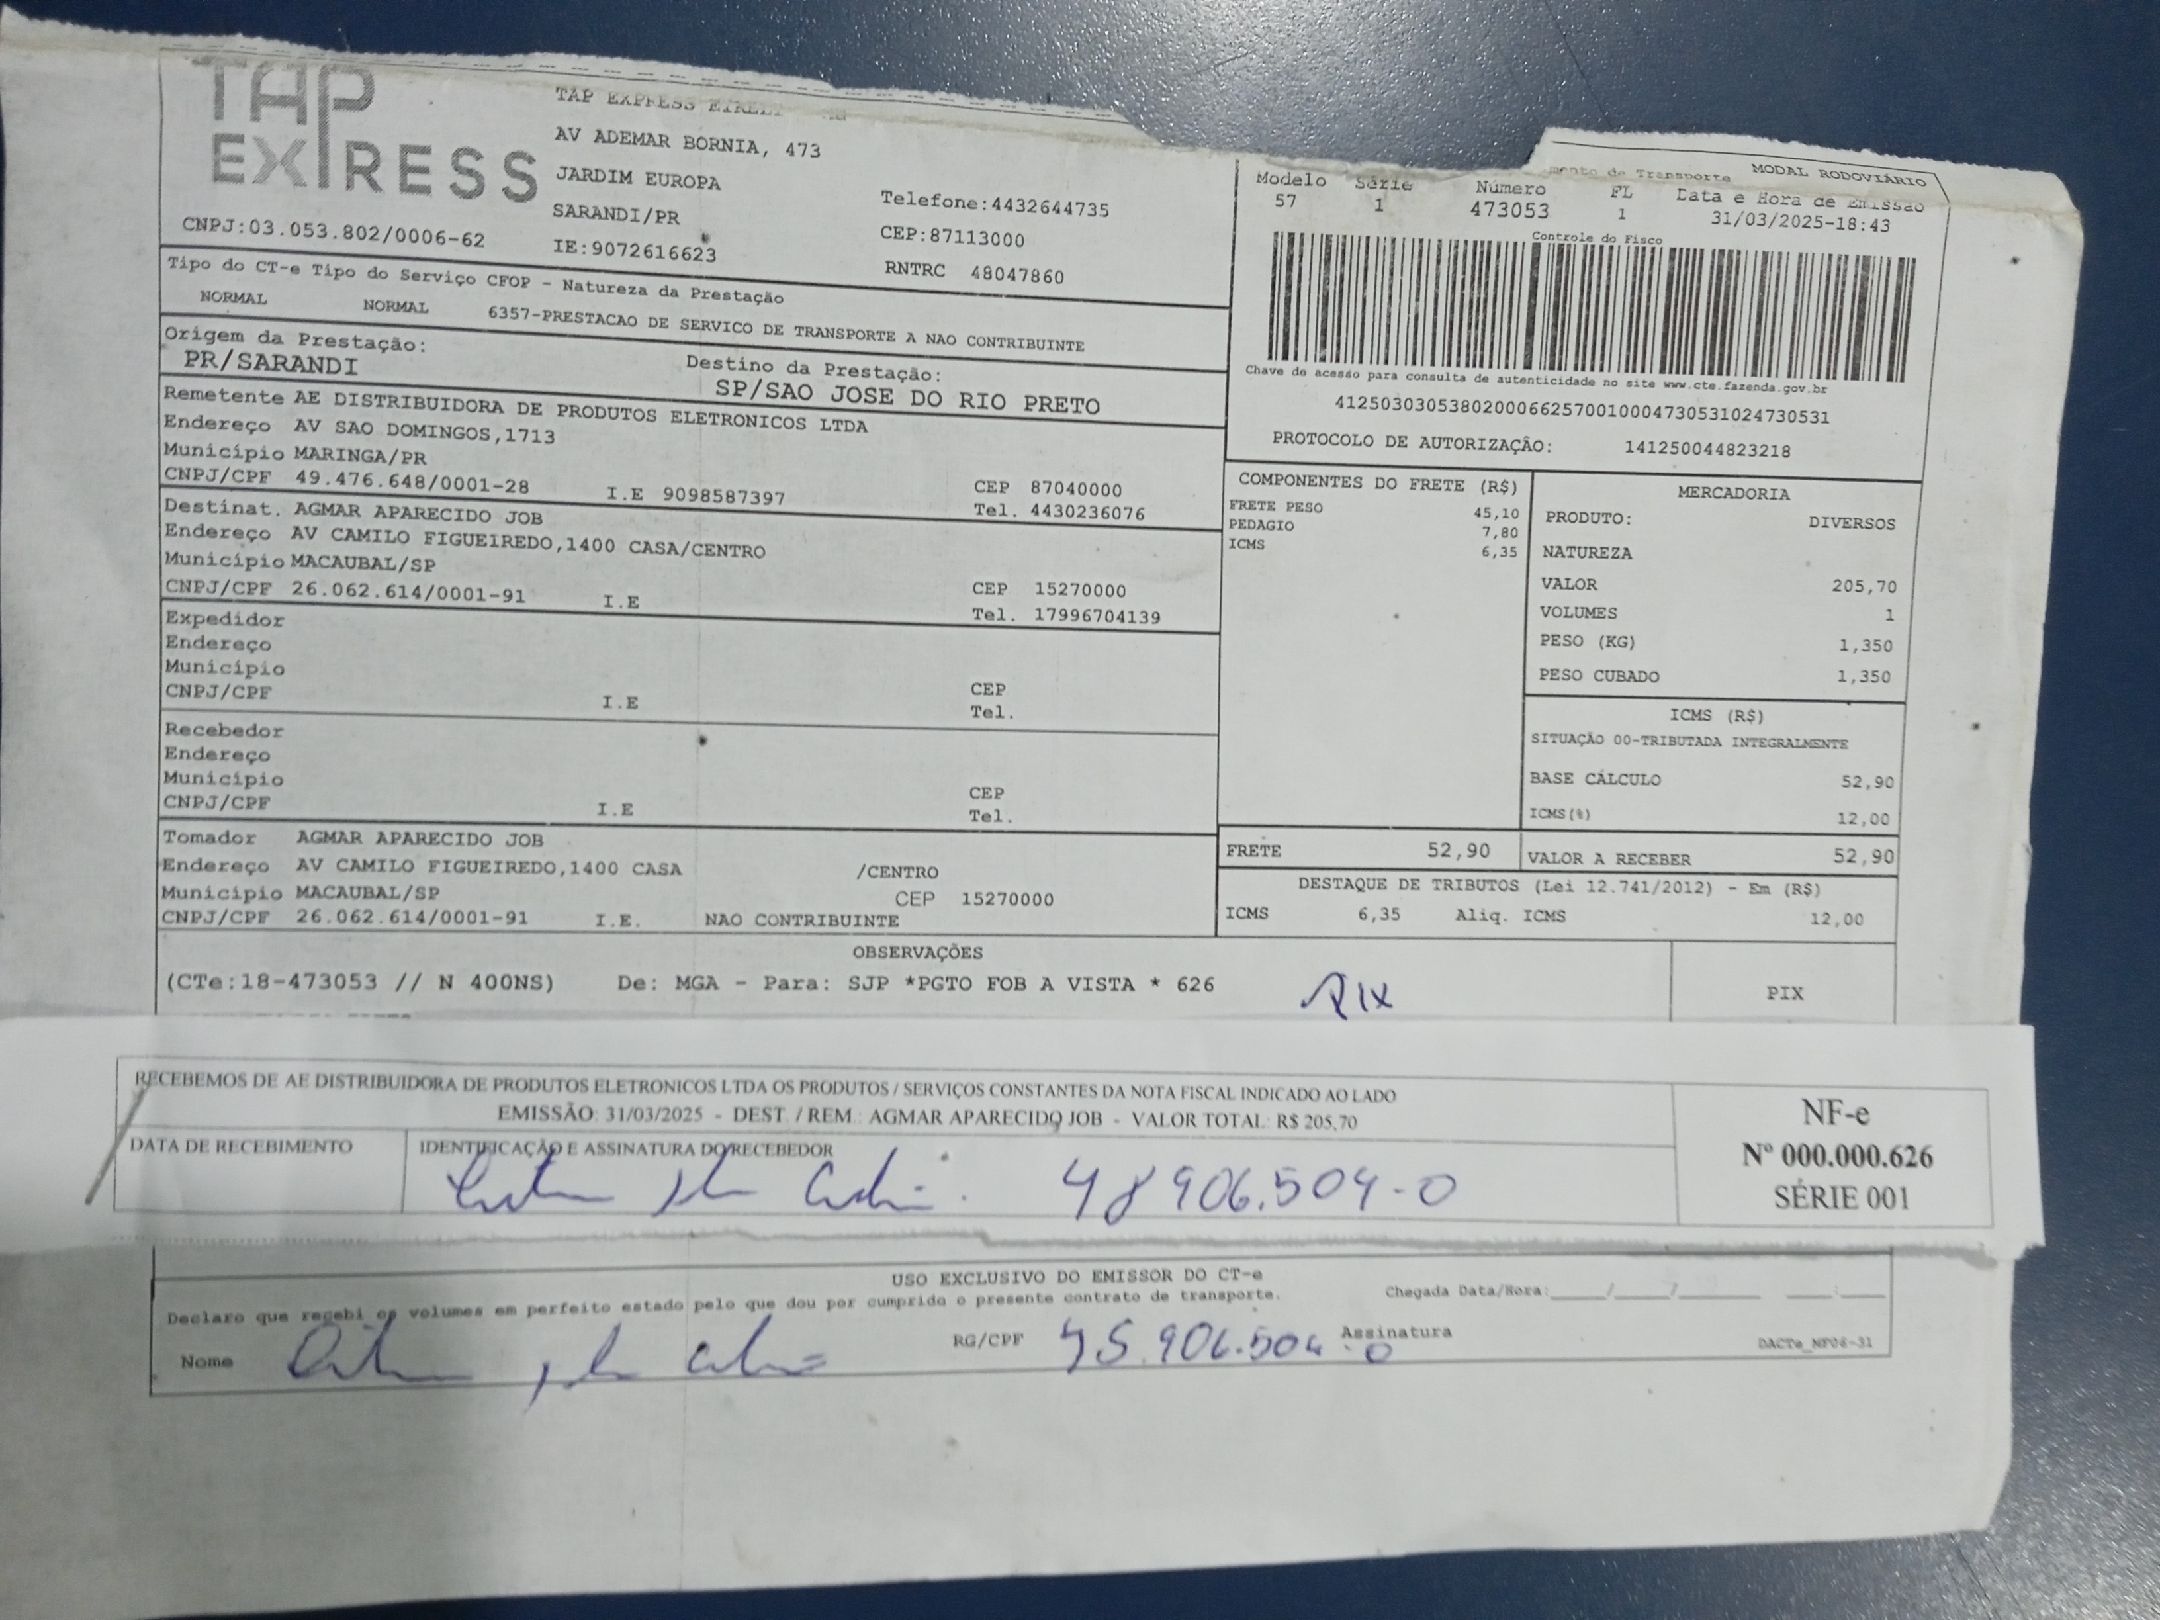 TAP
EXPRESS
TAP EXPRESS EIRELI
AV ADEMAR BORNIA, 473
JARDIM EUROPA
SARANDI/PR
IE:9072616623
CNPJ:03.053.802/0006-62
Telefone:4432644735
CEP:87113000
RNTRC 48047860
mento de Transporte MODAL RODOVIÁRIO
Modelo Série Número FL Data e Hora de Emissão
57 1 473053 1 31/03/2025-18:43
Controle do Fisco
Chave de acesso para consulta de autenticidade no site www.cte.fazenda.gov.br
41250303053802000662570010004730531024730531
PROTOCOLO DE AUTORIZAÇÃO: 141250044823218
Tipo do CT-e Tipo do Serviço CFOP - Natureza da Prestação
NORMAL NORMAL 6357-PRESTACAO DE SERVICO DE TRANSPORTE A NAO CONTRIBUINTE
Origem da Prestação: Destino da Prestação:
PR/SARANDI SP/SAO JOSE DO RIO PRETO
Remetente AE DISTRIBUIDORA DE PRODUTOS ELETRONICOS LTDA
Endereço AV SAO DOMINGOS,1713
Município MARINGA/PR CEP 87040000
CNPJ/CPF 49.476.648/0001-28 I.E 9098587397 Tel. 4430236076
Destinat. AGMAR APARECIDO JOB
Endereço AV CAMILO FIGUEIREDO,1400 CASA/CENTRO
Município MACAUBAL/SP CEP 15270000
CNPJ/CPF 26.062.614/0001-91 I.E Tel. 17996704139
Expedidor
Endereço
Município CEP
CNPJ/CPF I.E Tel.
Recebedor
Endereço
Município CEP
CNPJ/CPF I.E Tel.
Tomador AGMAR APARECIDO JOB
Endereço AV CAMILO FIGUEIREDO,1400 CASA /CENTRO
Município MACAUBAL/SP CEP 15270000
CNPJ/CPF 26.062.614/0001-91 I.E. NAO CONTRIBUINTE
COMPONENTES DO FRETE (R$)
FRETE PESO 45,10
PEDAGIO 7,80
ICMS 6,35
MERCADORIA
PRODUTO: DIVERSOS
NATUREZA
VALOR 205,70
VOLUMES 1
PESO (KG) 1,350
PESO CUBADO 1,350
ICMS (R$)
SITUAÇÃO 00-TRIBUTADA INTEGRALMENTE
BASE CÁLCULO 52,90
ICMS(%) 12,00
FRETE 52,90 VALOR A RECEBER 52,90
DESTAQUE DE TRIBUTOS (Lei 12.741/2012) - Em (R$)
ICMS 6,35 Aliq. ICMS 12,00
OBSERVAÇÕES
(CTe:18-473053 // N 400NS) De: MGA - Para: SJP *PGTO FOB A VISTA * 626
PIX PIX
RECEBEMOS DE AE DISTRIBUIDORA DE PRODUTOS ELETRONICOS LTDA OS PRODUTOS / SERVIÇOS CONSTANTES DA NOTA FISCAL INDICADO AO LADO
EMISSÃO: 31/03/2025 - DEST. / REM.: AGMAR APARECIDO JOB - VALOR TOTAL: R$ 205,70
DATA DE RECEBIMENTO IDENTIFICAÇÃO E ASSINATURA DO RECEBEDOR
48906.504-0
NF-e
Nº 000.000.626
SÉRIE 001
USO EXCLUSIVO DO EMISSOR DO CT-e
Declaro que recebi os volumes em perfeito estado pelo que dou por cumprido o presente contrato de transporte. Chegada Data/Hora:____/____/______ ___:___
Nome RG/CPF Assinatura DACTe_NF06-31